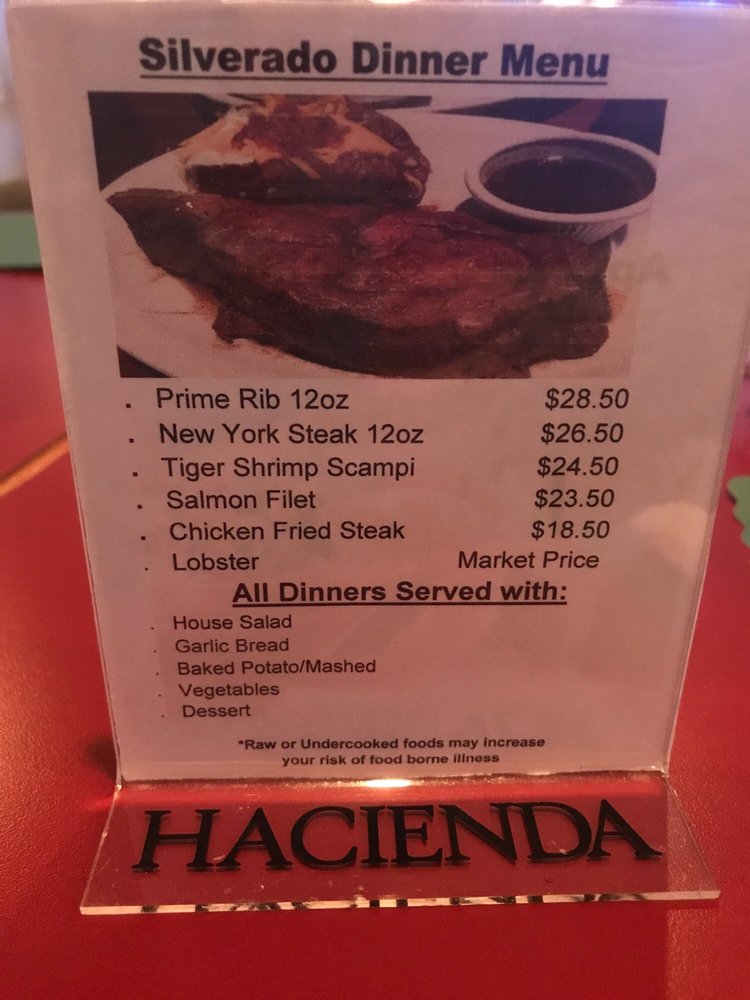 Silverado Dinner Menu
. Prime Rib 12oz $28.50
. New York Steak 12oz $26.50
. Tiger Shrimp Scampi $24.50
. Salmon Filet $23.50
. Chicken Fried Steak $18.50
. Lobster Market Price
All Dinners Served with:
. House Salad
. Garlic Bread
. Baked Potato/Mashed
. Vegetables
. Dessert
*Raw or Undercooked foods may increase
your risk of food borne illness
HACIENDA